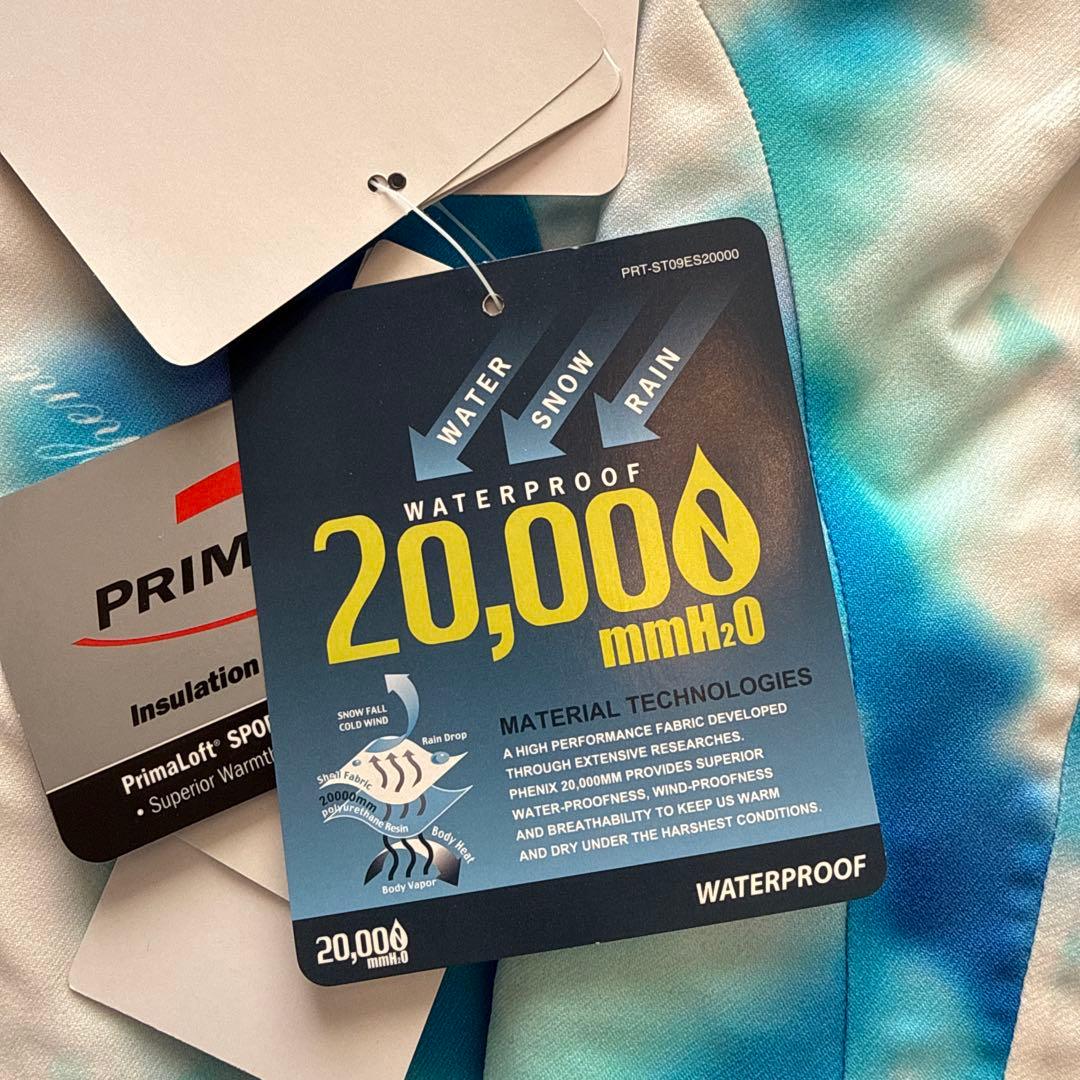 PRT-ST09ES20000
WATER
SNOW
RAIN
WATERPROOF
20,000
mmH2O
SNOW FALL
COLD WIND
Rain Drop
Shell Fabric
20000mm
polyurethane Resin
Body Heat
Body Vapor
MATERIAL TECHNOLOGIES
A HIGH PERFORMANCE FABRIC DEVELOPED
THROUGH EXTENSIVE RESEARCHES.
PHENIX 20,000MM PROVIDES SUPERIOR
WATER-PROOFNESS, WIND-PROOFNESS
AND BREATHABILITY TO KEEP US WARM
AND DRY UNDER THE HARSHEST CONDITIONS.
WATERPROOF
20,000
mmH2O
PRIM
Insulation
PrimaLoft® SPO
• Superior Warmth